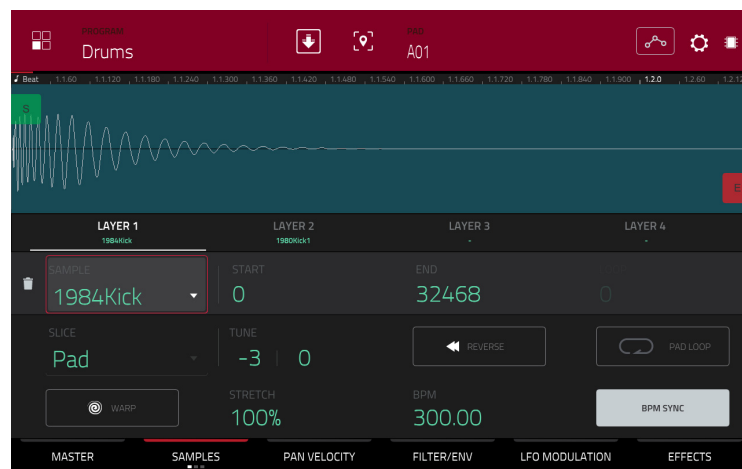 PROGRAM PAD
Drums A01
Beat 1.1.60 1.1.120 1.1.180 1.1.240 1.1.300 1.1.360 1.1.420 1.1.480 1.1.540 1.1.600 1.1.660 1.1.720 1.1.780 1.1.840 1.1.900 1.2.0 1.2.60
S
E
LAYER 1 LAYER 2 LAYER 3 LAYER 4
1984Kick 1980Kick1 - -
SAMPLE START END
1984Kick 0 32468 0
SLICE TUNE
Pad -3 0 REVERSE PAD LOOP
STRETCH BPM
WARP 100% 300.00 BPM SYNC
MASTER SAMPLES PAN VELOCITY FILTER/ENV LFO MODULATION EFFECTS